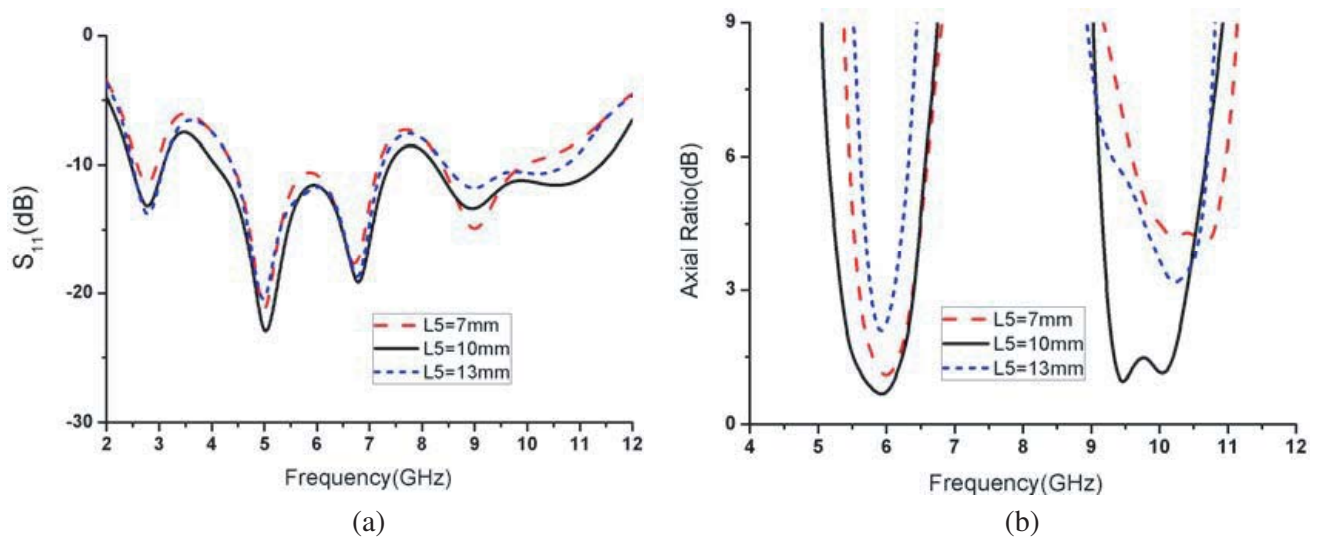 0
-10
-20
-30
S11(dB)
2 3 4 5 6 7 8 9 10 11 12
Frequency(GHz)
L5=7mm
L5=10mm
L5=13mm
(a)
9
6
3
0
Axial Ratio(dB)
4 5 6 7 8 9 10 11 12
Frequency(GHz)
L5=7mm
L5=10mm
L5=13mm
(b)